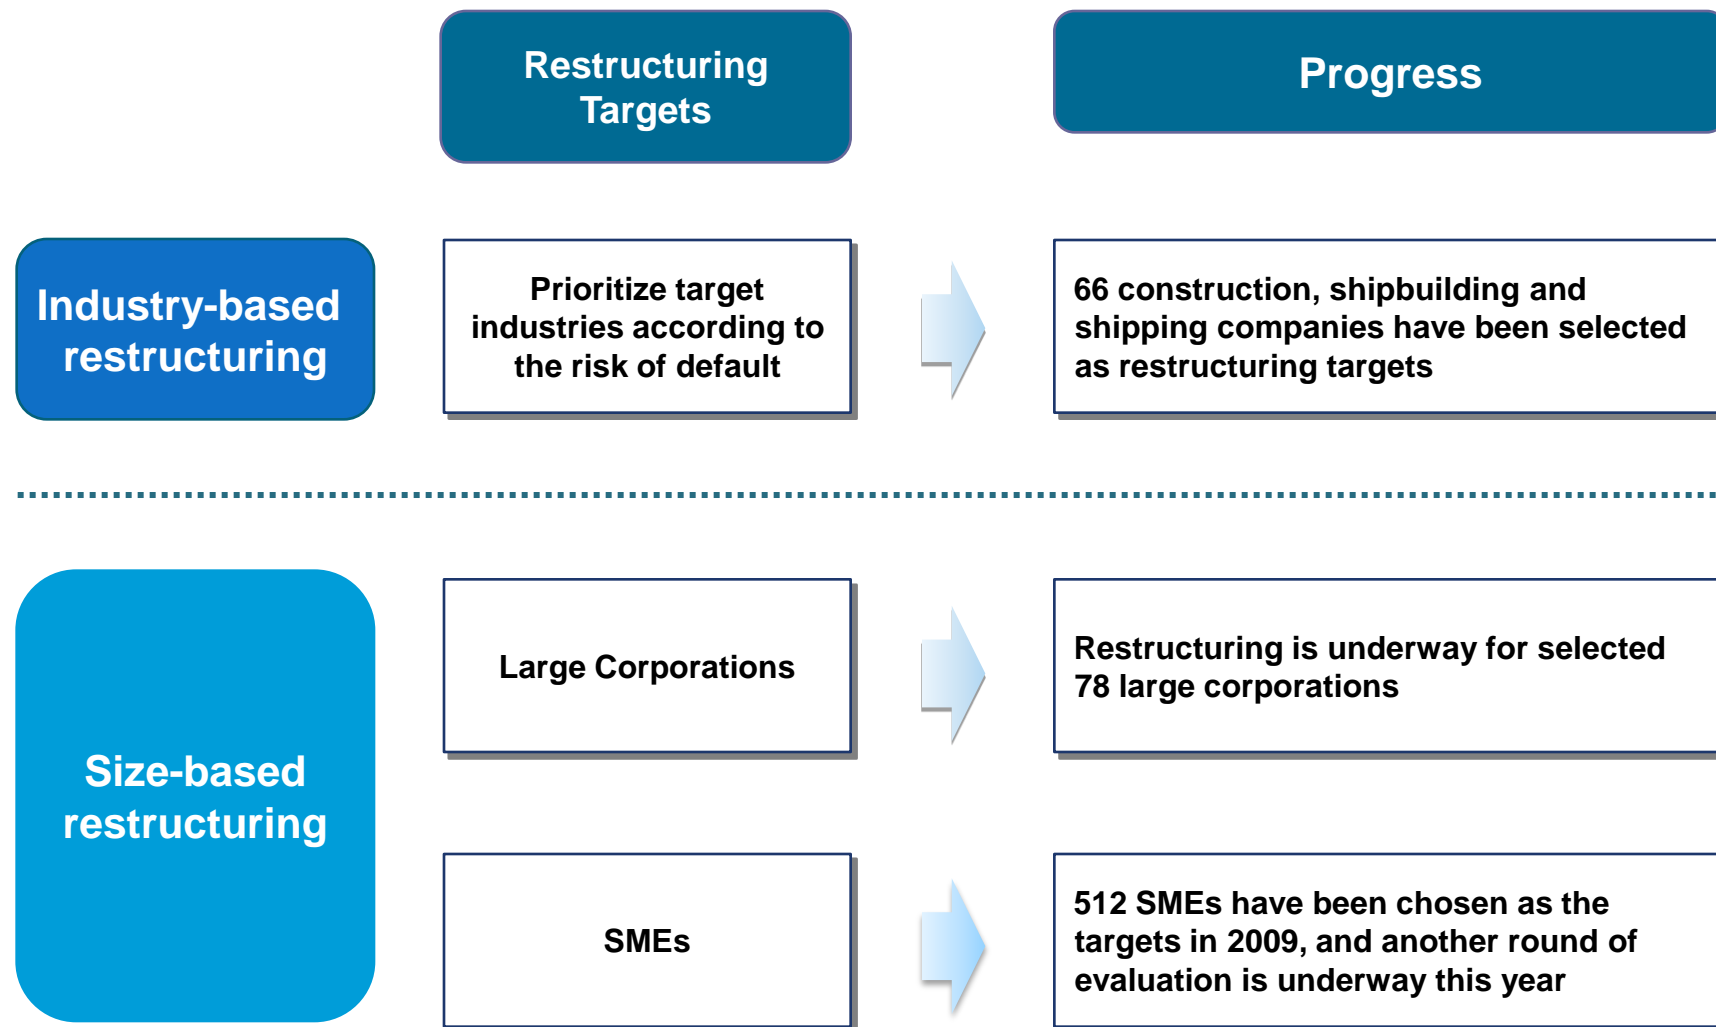 Restructuring
Targets
Progress
Industry-based
restructuring
Prioritize target
industries according to
the risk of default
66 construction, shipbuilding and
shipping companies have been selected
as restructuring targets
Size-based
restructuring
Large Corporations
Restructuring is underway for selected
78 large corporations
SMEs
512 SMEs have been chosen as the
targets in 2009, and another round of
evaluation is underway this year